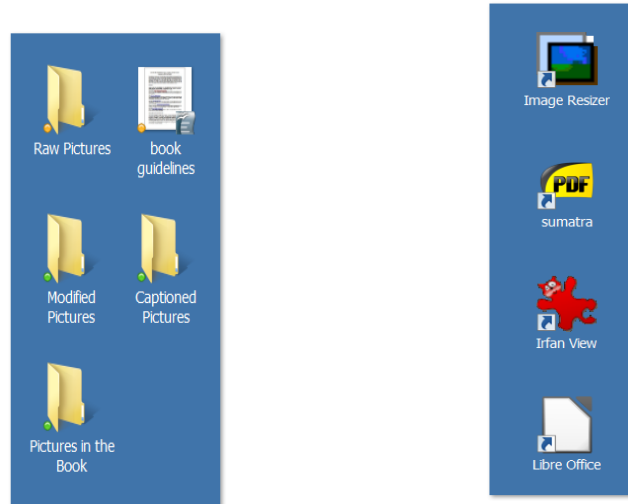 Raw Pictures
book
guidelines
Modified
Pictures
Captioned
Pictures
Pictures in the
Book
Image Resizer
PDF
sumatra
Irfan View
Libre Office